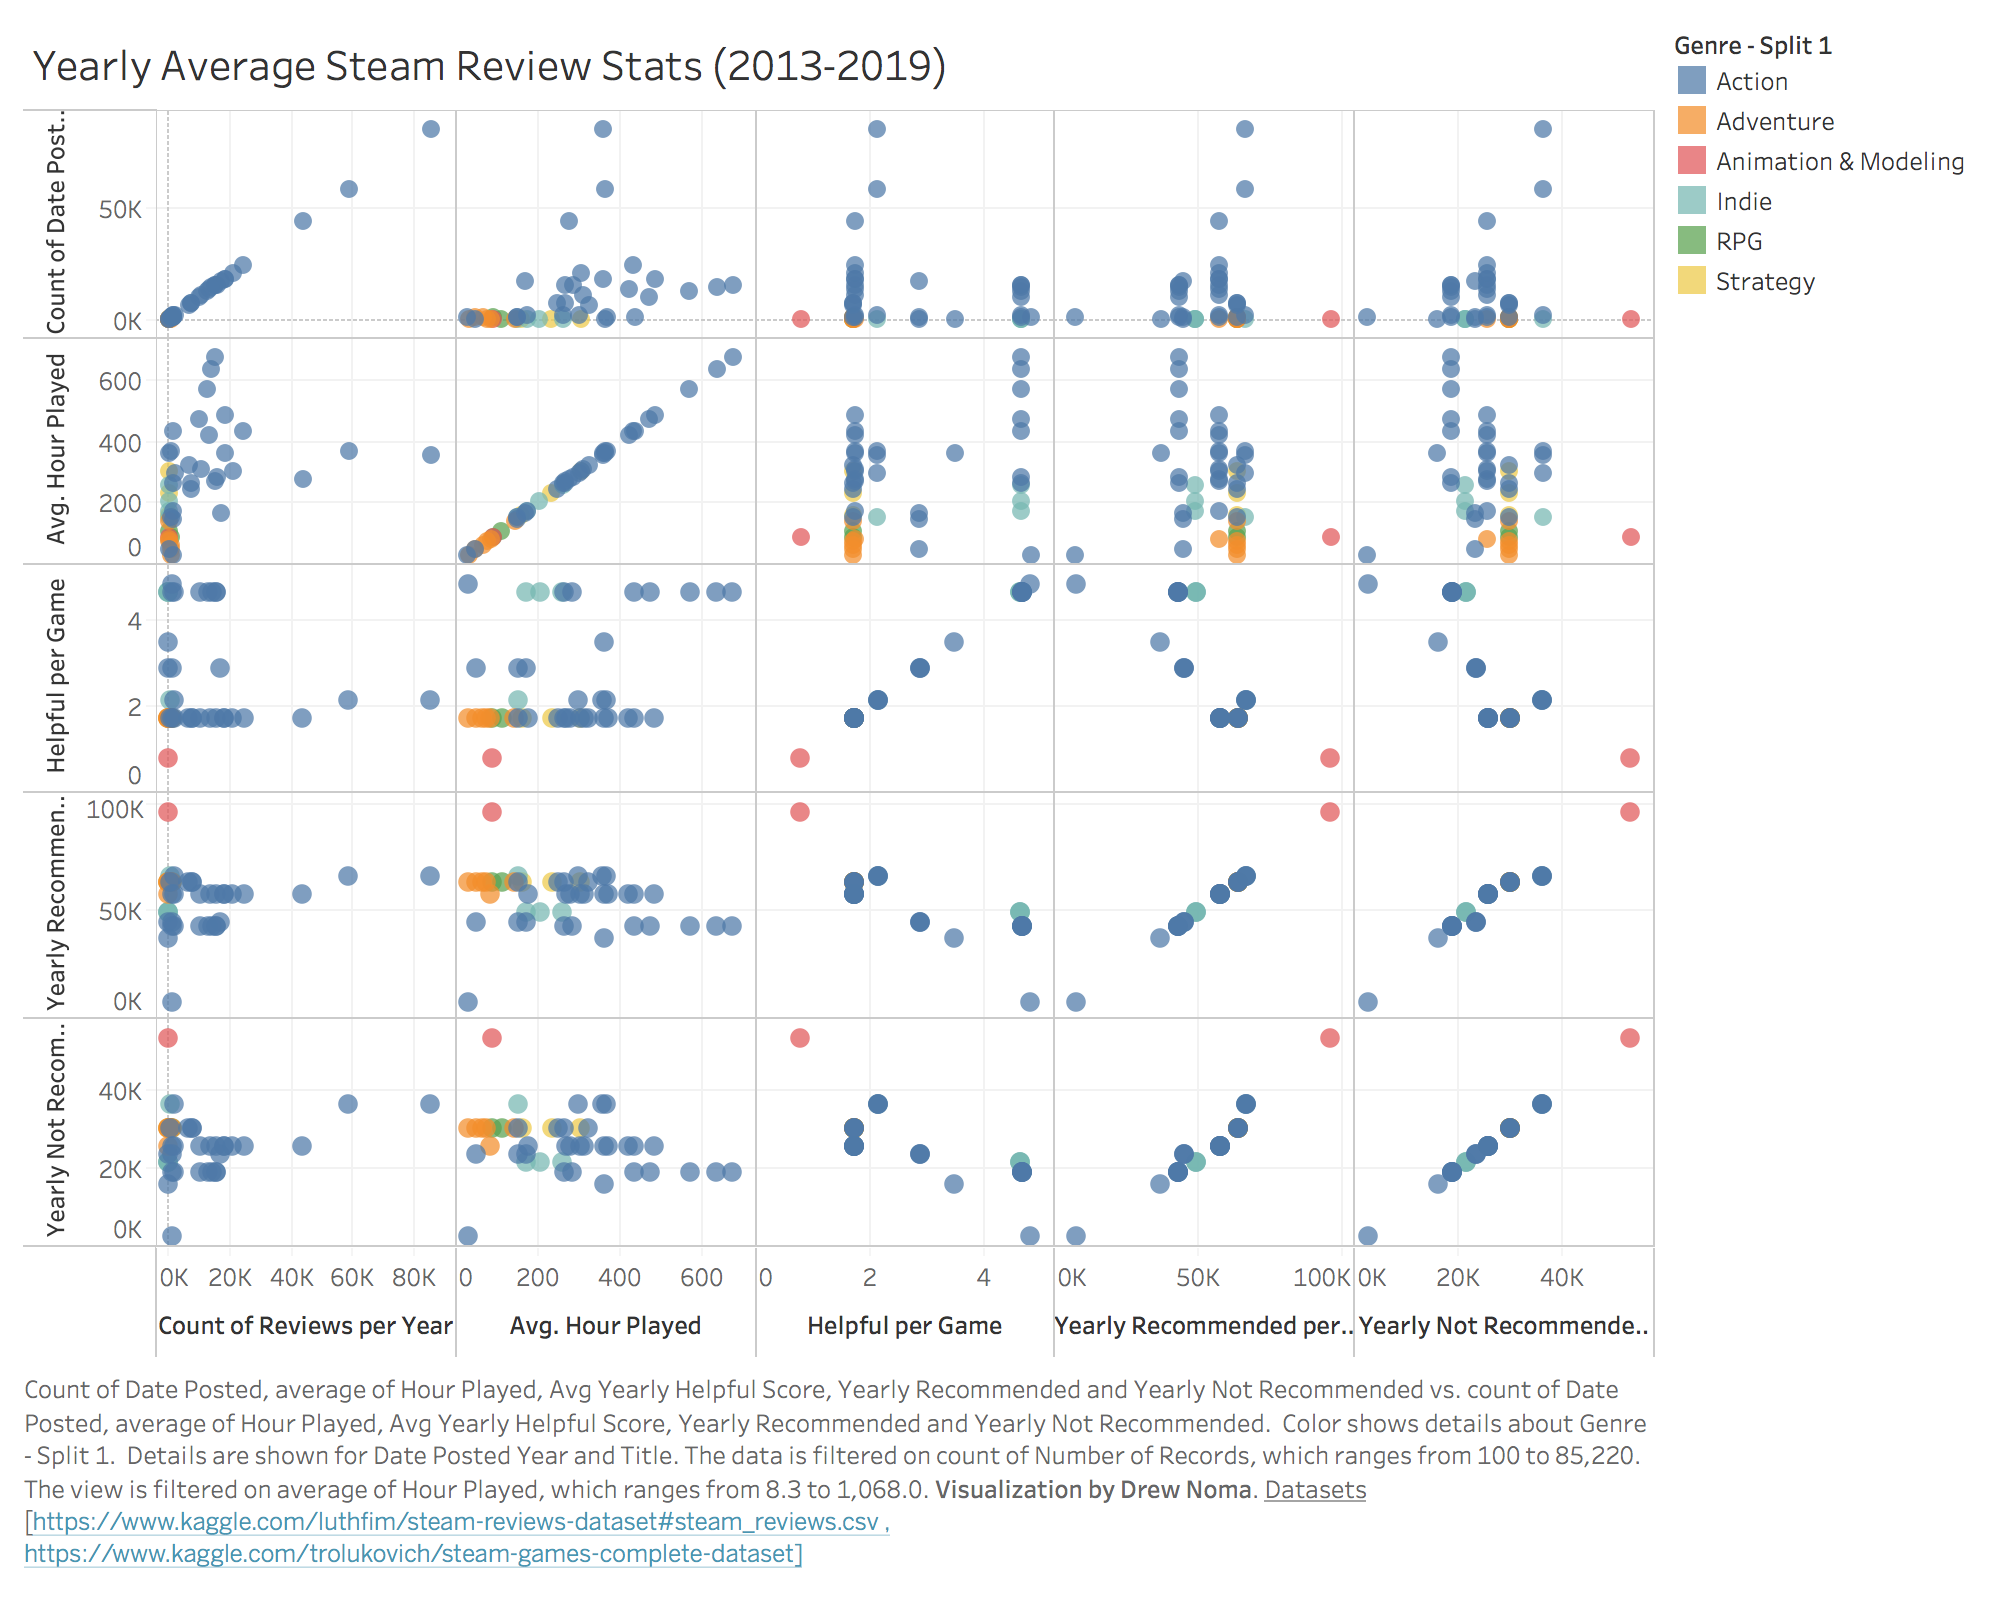 Yearly Average Steam Review Stats (2013-2019)
Genre - Split 1
Action
Adventure
Animation & Modeling
Indie
RPG
Strategy
Count of Date Post..
50K
0K
Avg. Hour Played
600
400
200
0
Helpful per Game
4
2
0
Yearly Recommen..
100K
50K
0K
Yearly Not Recom..
40K
20K
0K
0K 20K 40K 60K 80K 0 200 400 600 0 2 4 0K 50K 100K 0K 20K 40K
Count of Reviews per Year Avg. Hour Played Helpful per Game Yearly Recommended per.. Yearly Not Recommende..
Count of Date Posted, average of Hour Played, Avg Yearly Helpful Score, Yearly Recommended and Yearly Not Recommended vs. count of Date
Posted, average of Hour Played, Avg Yearly Helpful Score, Yearly Recommended and Yearly Not Recommended. Color shows details about Genre
- Split 1. Details are shown for Date Posted Year and Title. The data is filtered on count of Number of Records, which ranges from 100 to 85,220.
The view is filtered on average of Hour Played, which ranges from 8.3 to 1,068.0. Visualization by Drew Noma. Datasets
[https://www.kaggle.com/luthfim/steam-reviews-dataset#steam_reviews.csv ,
https://www.kaggle.com/trolukovich/steam-games-complete-dataset]